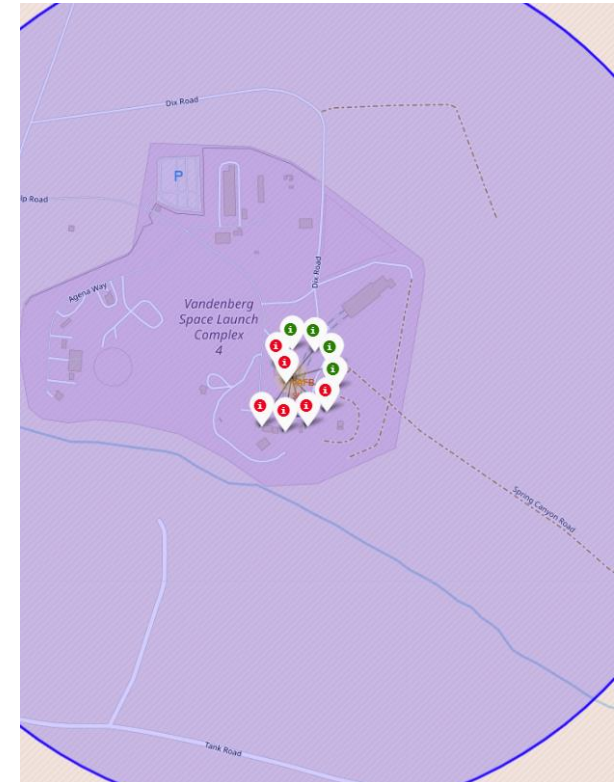 Dix Road
P
lp Road
Agena Way
Dix Road
Vandenberg
Space Launch
Complex
4
Spring Canyon Road
Tank Road